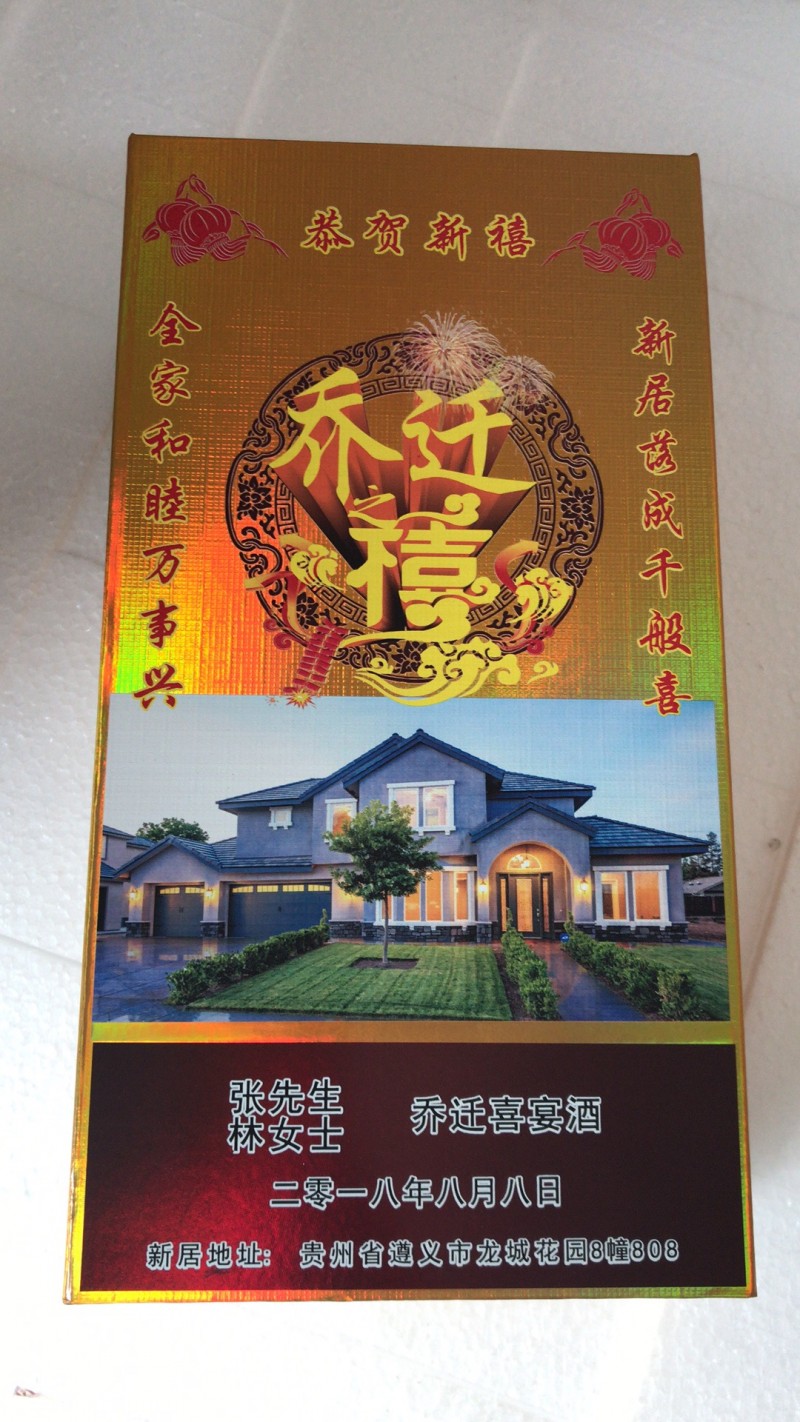 恭贺新禧
新居落成千般喜
全家和睦万事兴
乔迁
之
禧
张先生
林女士
乔迁喜宴酒
二零一八年八月八日
新居地址: 贵州省遵义市龙城花园8幢808